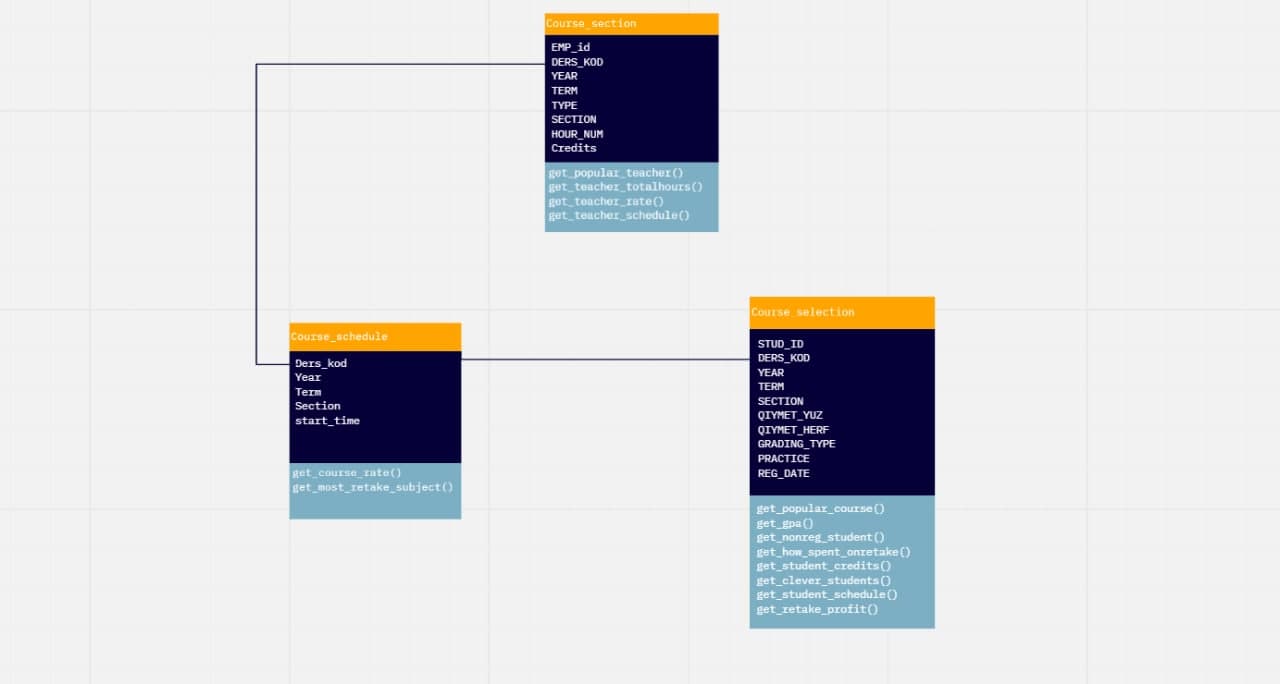 Course_section
EMP_id
DERS_KOD
YEAR
TERM
TYPE
SECTION
HOUR_NUM
Credits
get_popular_teacher()
get_teacher_totalhours()
get_teacher_rate()
get_teacher_schedule()
Course_schedule
Ders_kod
Year
Term
Section
start_time
get_course_rate()
get_most_retake_subject()
Course_selection
STUD_ID
DERS_KOD
YEAR
TERM
SECTION
QIYMET_YUZ
QIYMET_HERF
GRADING_TYPE
PRACTICE
REG_DATE
get_popular_course()
get_gpa()
get_nonreg_student()
get_how_spent_onretake()
get_student_credits()
get_clever_students()
get_student_schedule()
get_retake_profit()